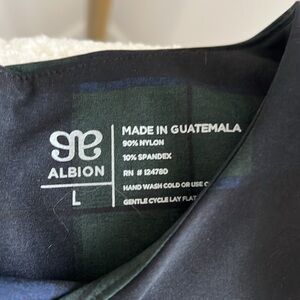 ALBION
L
MADE IN GUATEMALA
90% NYLON
10% SPANDEX
RN # 124780
HAND WASH COLD OR USE
GENTLE CYCLE LAY FLAT